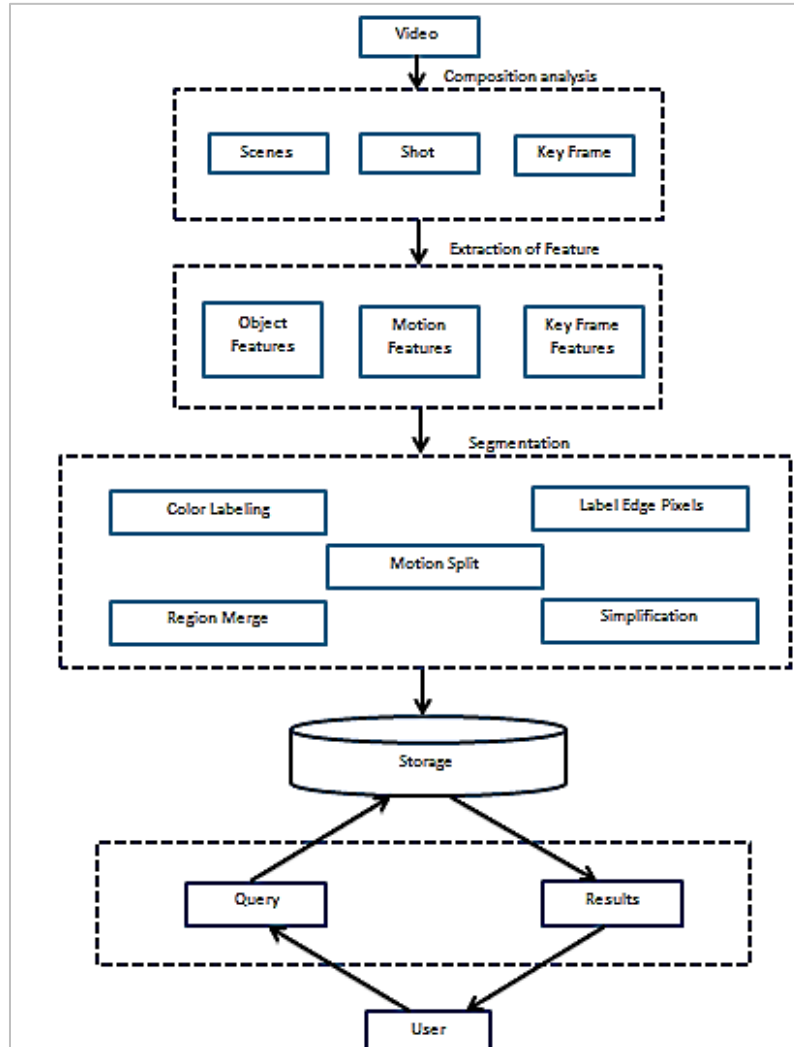 Video
Composition analysis
Scenes
Shot
Key Frame
Extraction of Feature
Object
Features
Motion
Features
Key Frame
Features
Segmentation
Color Labeling
Label Edge Pixels
Motion Split
Region Merge
Simplification
Storage
Query
Results
User